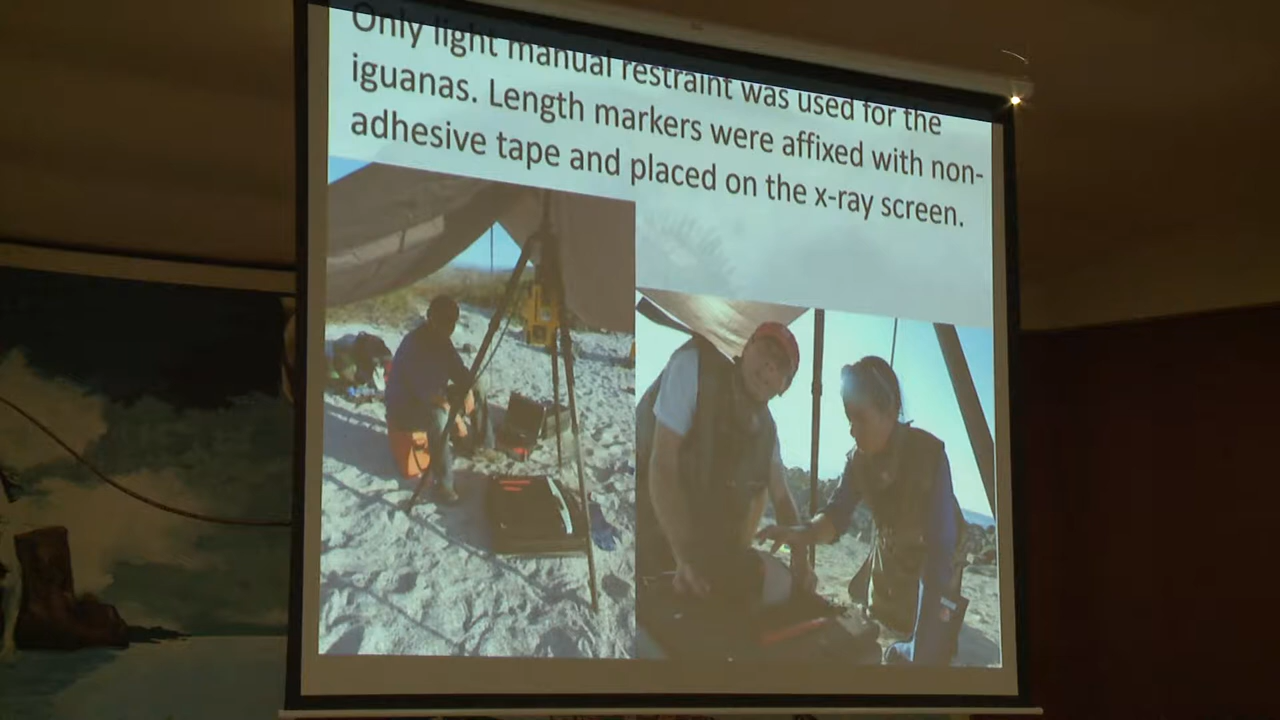 Only light manual restraint was used for the
iguanas. Length markers were affixed with non-
adhesive tape and placed on the x-ray screen.